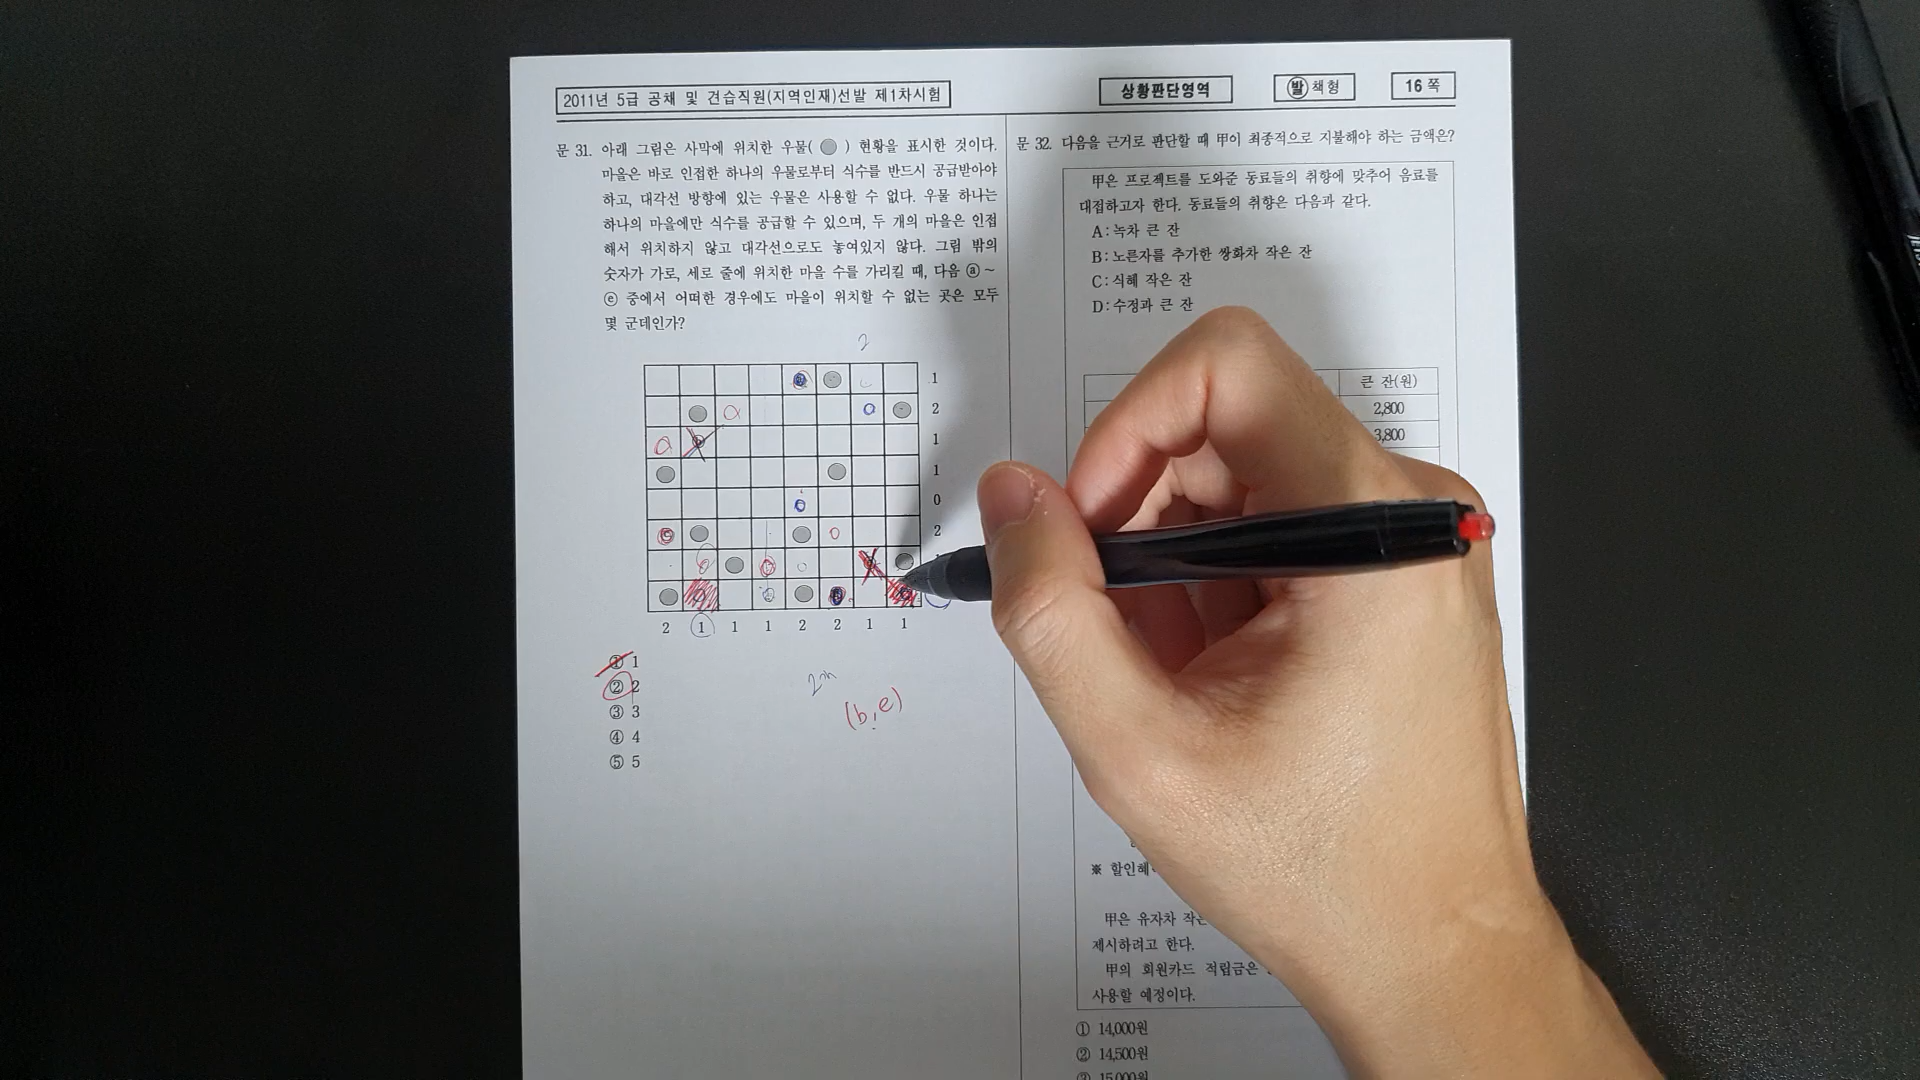 2011년 5급 공채 및 견습직원(지역인재)선발 제1차시험
상황판단영역
발 책형
16 쪽
문 31. 아래 그림은 사막에 위치한 우물( ) 현황을 표시한 것이다.
마을은 바로 인접한 하나의 우물로부터 식수를 반드시 공급받아야
하고, 대각선 방향에 있는 우물은 사용할 수 없다. 우물 하나는
하나의 마을에만 식수를 공급할 수 있으며, 두 개의 마을은 인접
해서 위치하지 않고 대각선으로도 놓여있지 않다. 그림 밖의
숫자가 가로, 세로 줄에 위치한 마을 수를 가리킬 때, 다음 ⓐ ~
ⓔ 중에서 어떠한 경우에도 마을이 위치할 수 없는 곳은 모두
몇 군데인가?
2
1
2
1
1
0
2
2 1 1 1 2 2 1 1
① 1
② 2
③ 3
④ 4
⑤ 5
(b, e)
문 32. 다음을 근거로 판단할 때 甲이 최종적으로 지불해야 하는 금액은?
甲은 프로젝트를 도와준 동료들의 취향에 맞추어 음료를
대접하고자 한다. 동료들의 취향은 다음과 같다.
A : 녹차 큰 잔
B : 노른자를 추가한 쌍화차 작은 잔
C : 식혜 작은 잔
D : 수정과 큰 잔
큰 잔(원)
2,800
3,800
※ 할인혜
甲은 유자차 작은
제시하려고 한다.
甲의 회원카드 적립금은
사용할 예정이다.
① 14,000원
② 14,500원
③ 15,000원